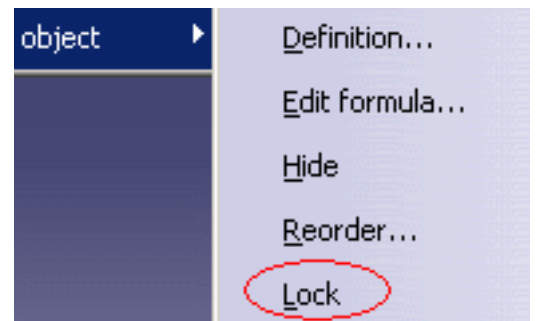 object
Definition...
Edit formula...
Hide
Reorder...
Lock